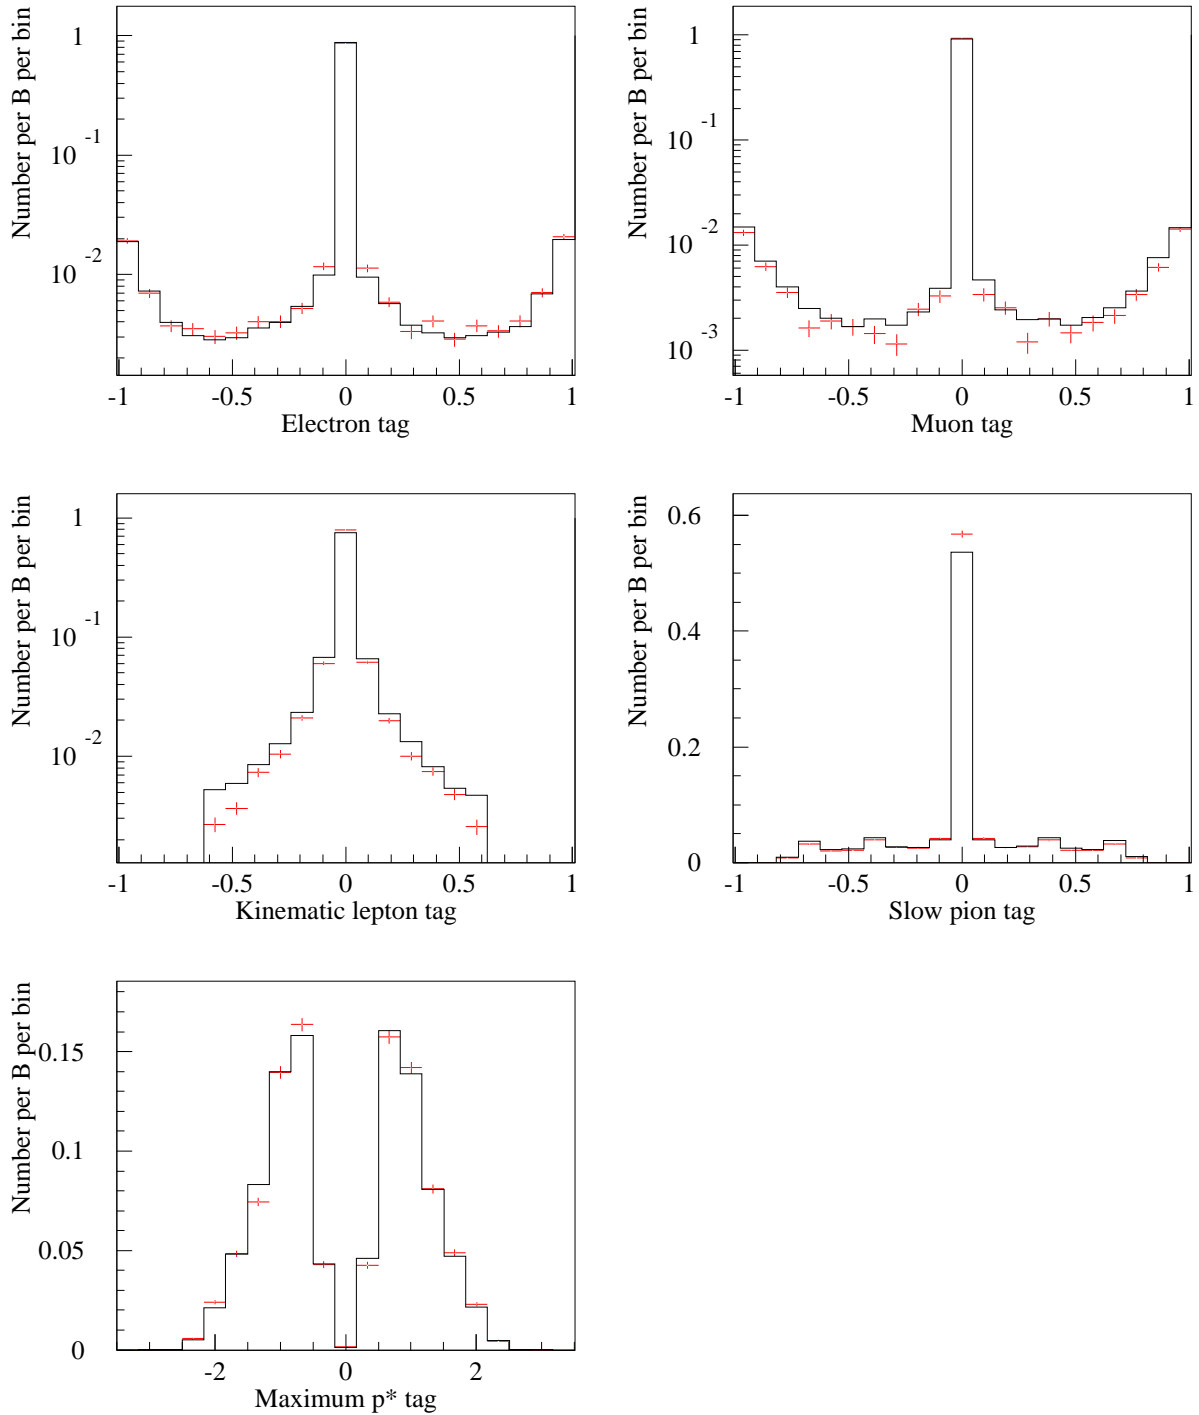 Number per B per bin
1
10 -1
10 -2
-1 -0.5 0 0.5 1
Electron tag
Number per B per bin
1
10 -1
10 -2
10 -3
-1 -0.5 0 0.5 1
Muon tag
Number per B per bin
1
10 -1
10 -2
-1 -0.5 0 0.5 1
Kinematic lepton tag
Number per B per bin
0.6
0.4
0.2
0
-1 -0.5 0 0.5 1
Slow pion tag
Number per B per bin
0.15
0.1
0.05
0
-2 0 2
Maximum p* tag